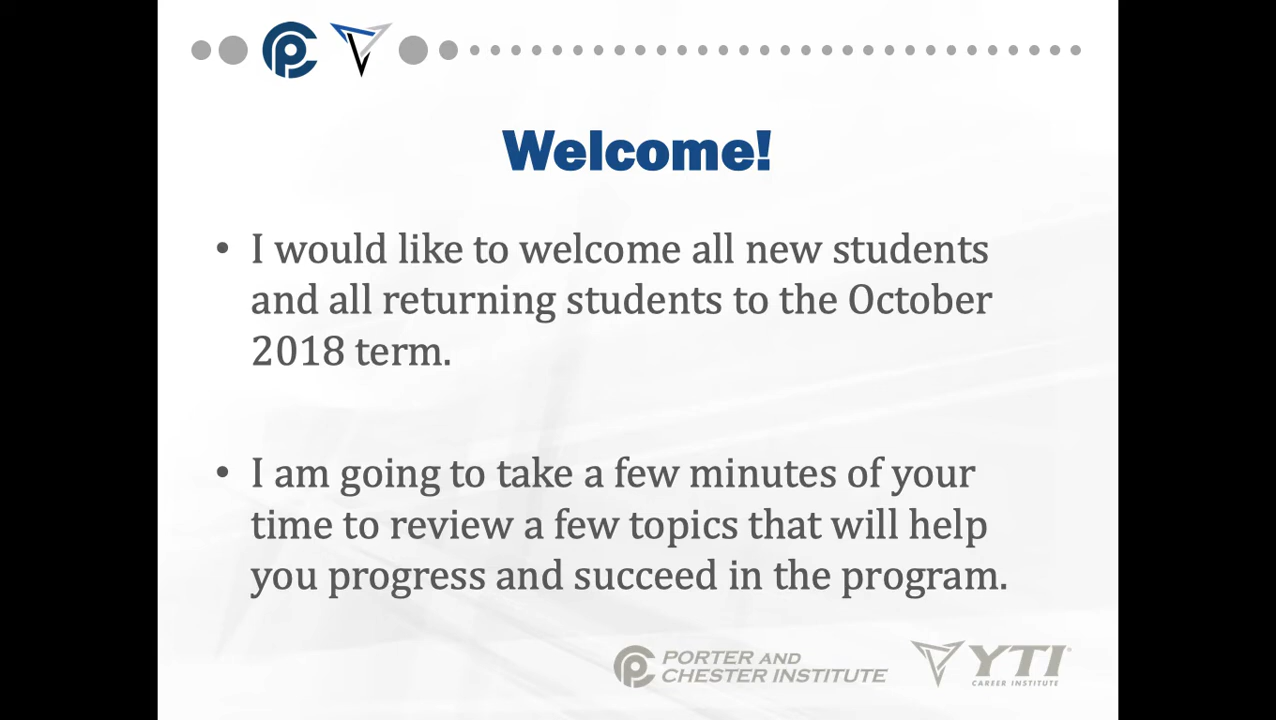 Welcome!
• I would like to welcome all new students
and all returning students to the October
2018 term.
• I am going to take a few minutes of your
time to review a few topics that will help
you progress and succeed in the program.
PORTER AND
CHESTER INSTITUTE
YTI
CAREER INSTITUTE